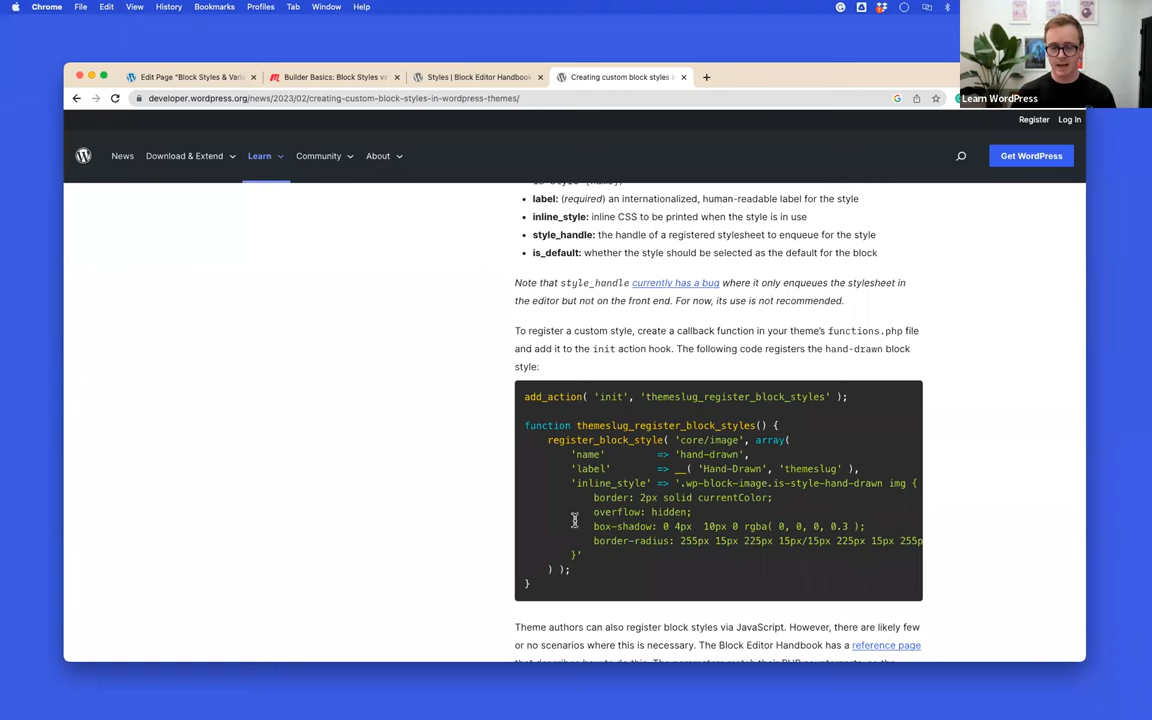 Chrome File Edit View History Bookmarks Profiles Tab Window Help
Edit Page "Block Styles & Vari
Builder Basics: Block Styles vs
Styles | Block Editor Handbook
Creating custom block styles i
developer.wordpress.org/news/2023/02/creating-custom-block-styles-in-wordpress-themes/
Learn WordPress
Register Log In
News Download & Extend Learn Community About Get WordPress
label: (required) an internationalized, human-readable label for the style
inline_style: inline CSS to be printed when the style is in use
style_handle: the handle of a registered stylesheet to enqueue for the style
is_default: whether the style should be selected as the default for the block
Note that style_handle currently has a bug where it only enqueues the stylesheet in
the editor but not on the front end. For now, its use is not recommended.
To register a custom style, create a callback function in your theme's functions.php file
and add it to the init action hook. The following code registers the hand-drawn block
style:
add_action( 'init', 'themeslug_register_block_styles' );
function themeslug_register_block_styles() {
register_block_style( 'core/image', array(
'name' => 'hand-drawn',
'label' => __( 'Hand-Drawn', 'themeslug' ),
'inline_style' => '.wp-block-image.is-style-hand-drawn img {
border: 2px solid currentColor;
overflow: hidden;
box-shadow: 0 4px 10px 0 rgba( 0, 0, 0, 0.3 );
border-radius: 255px 15px 225px 15px/15px 225px 15px 255p
}'
) );
}
Theme authors can also register block styles via JavaScript. However, there are likely few
or no scenarios where this is necessary. The Block Editor Handbook has a reference page